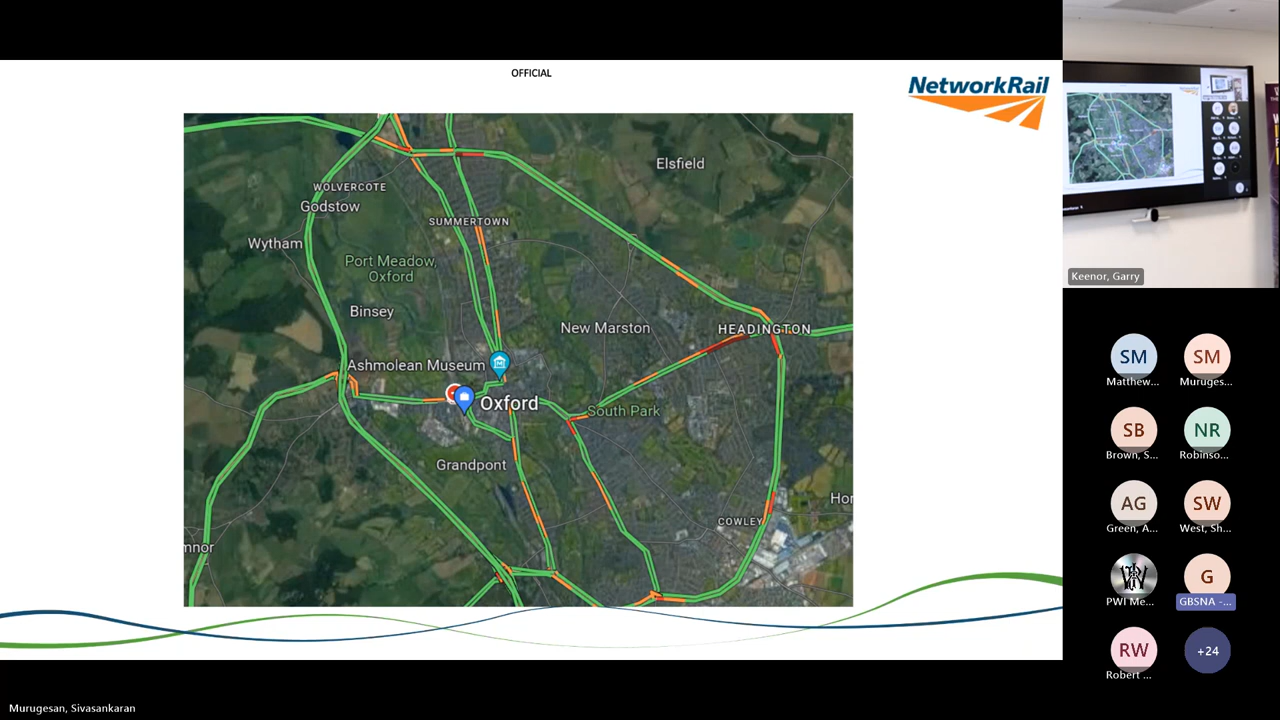 OFFICIAL
NetworkRail
Elsfield
WOLVERCOTE
Godstow
SUMMERTOWN
Wytham
Port Meadow,
Oxford
Binsey
New Marston
HEADINGTON
Ashmolean Museum
Oxford
South Park
Grandpont
Hor
COWLEY
mnor
Keenor, Garry
SM
SM
Matthew...
Muruges...
SB
NR
Brown, S...
Robinso...
AG
SW
Green, A...
West, Sh...
G
PWI Me...
GBSNA -...
RW
+24
Robert ...
Murugesan, Sivasankaran